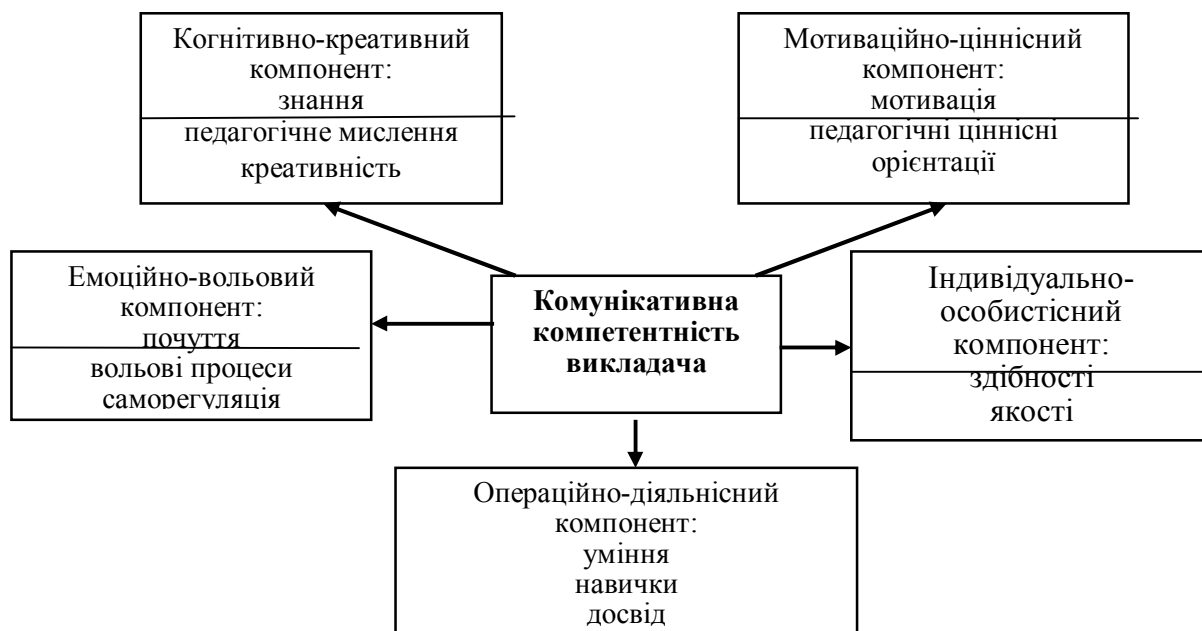 Когнітивно-креативний
компонент:
знання
педагогічне мислення
креативність
Мотиваційно-ціннісний
компонент:
мотивація
педагогічні ціннісні
орієнтації
Емоційно-вольовий
компонент:
почуття
вольові процеси
саморегуляція
Комунікативна
компетентність
викладача
Індивідуально-
особистісний
компонент:
здібності
якості
Операційно-діяльнісний
компонент:
уміння
навички
досвід